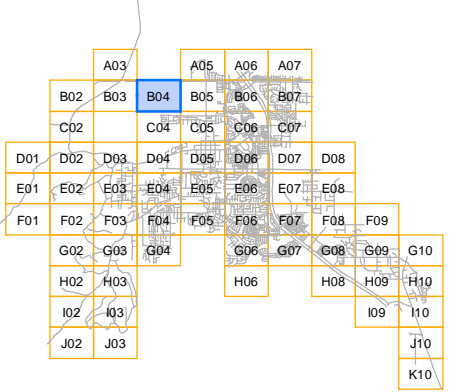 A03 A05 A06 A07
B02 B03 B04 B05 B06 B07
C02 C04 C05 C06 C07
D01 D02 D03 D04 D05 D06 D07 D08
E01 E02 E03 E04 E05 E06 E07 E08
F01 F02 F03 F04 F05 F06 F07 F08 F09
G02 G03 G04 G06 G07 G08 G09 G10
H02 H03 H06 H08 H09 H10
I02 I03 I09 I10
J02 J03 J10
K10